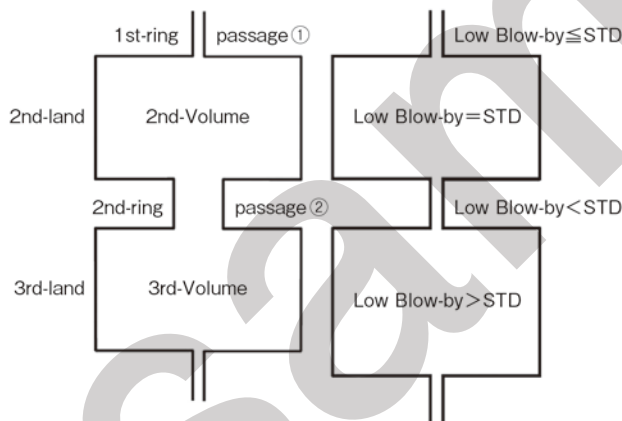 1st-ring passage① Low Blow-by≦STD
2nd-land 2nd-Volume Low Blow-by=STD
2nd-ring passage② Low Blow-by<STD
3rd-land 3rd-Volume Low Blow-by>STD